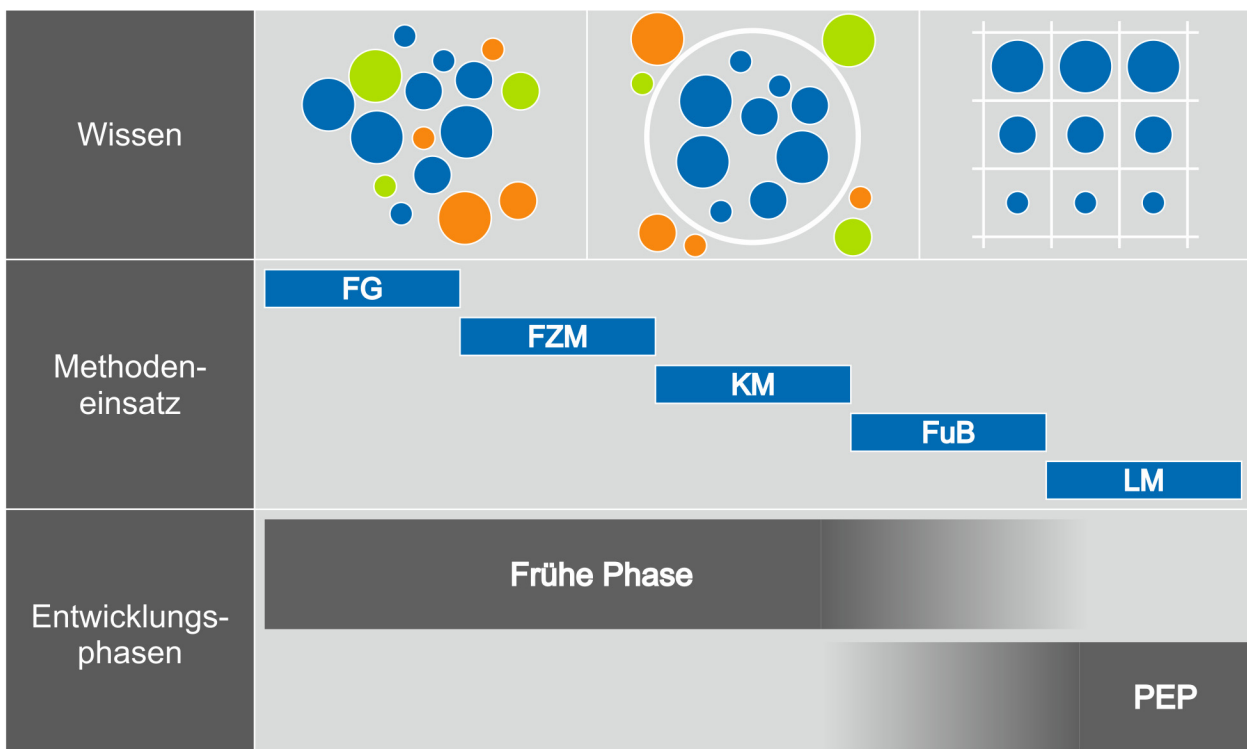 Wissen
Methoden-
einsatz
FG
FZM
KM
FuB
LM
Entwicklungs-
phasen
Frühe Phase
PEP